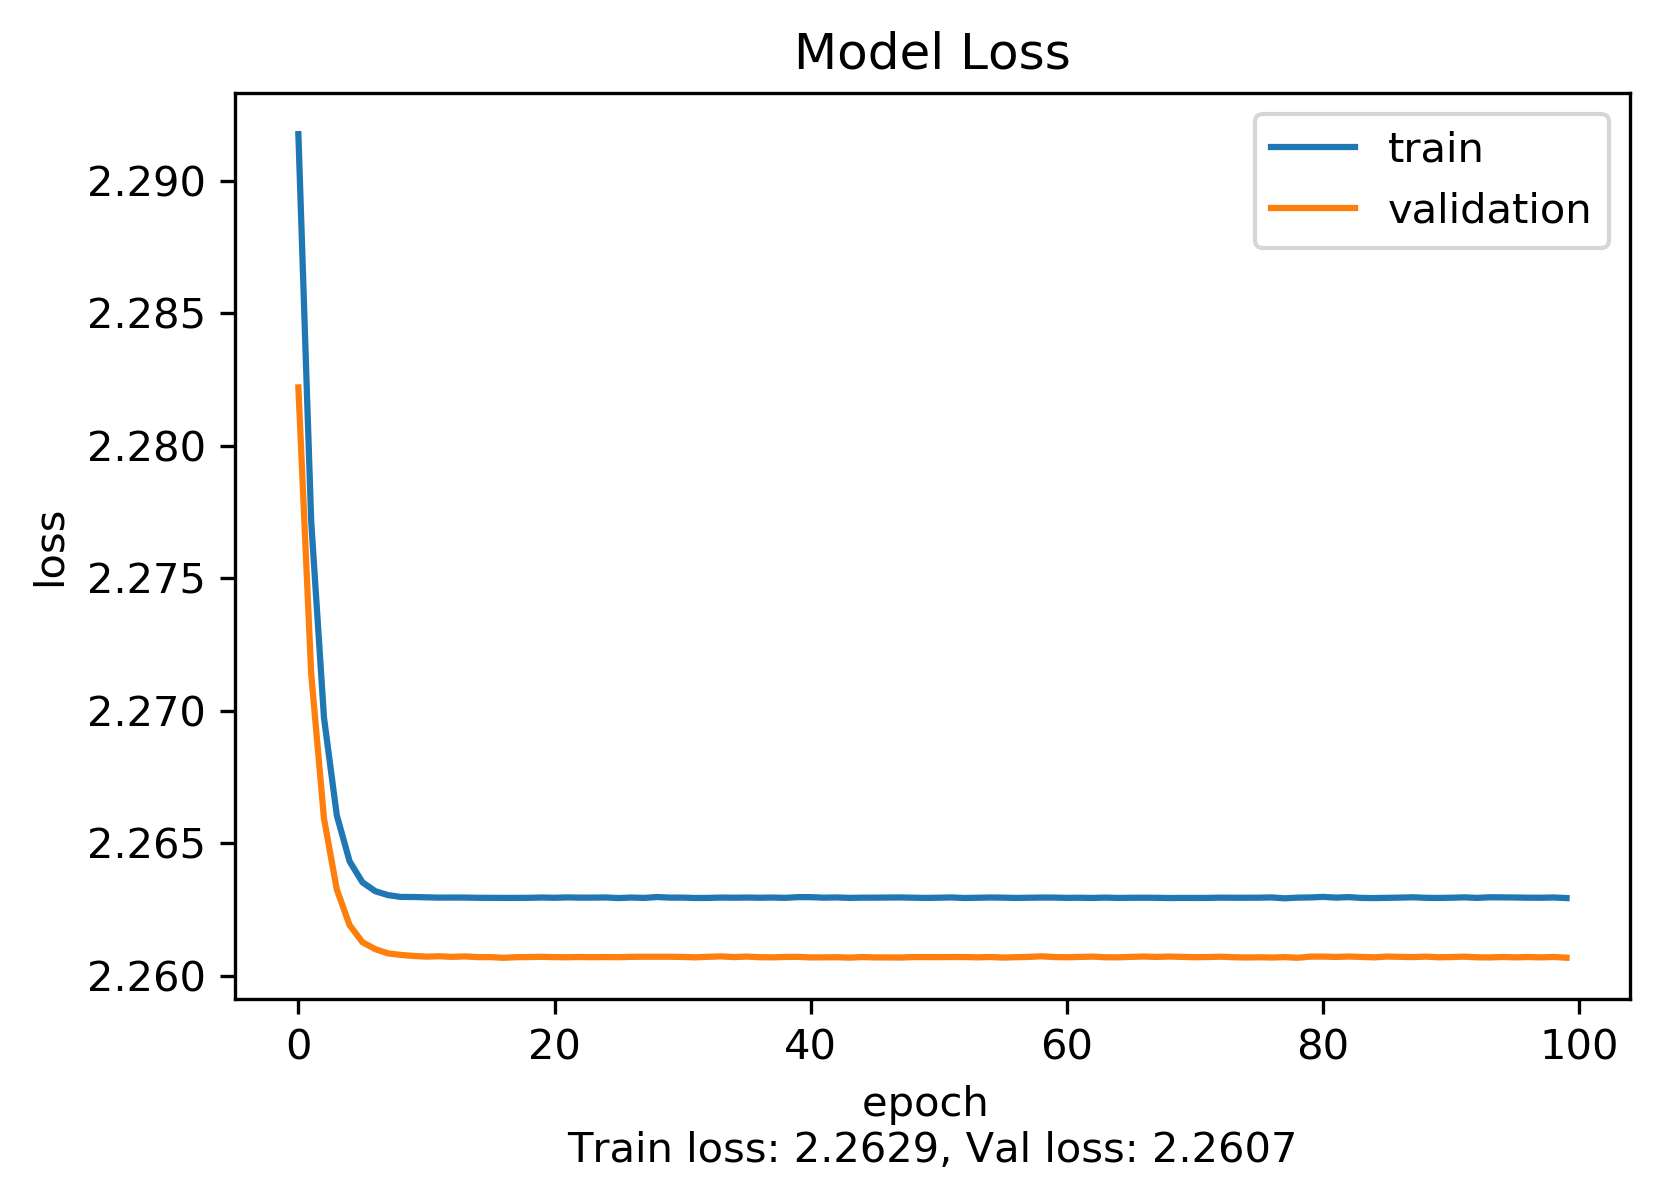 Model Loss
train
validation
2.290
2.285
2.280
2.275
2.270
2.265
2.260
loss
0 20 40 60 80 100
epoch
Train loss: 2.2629, Val loss: 2.2607